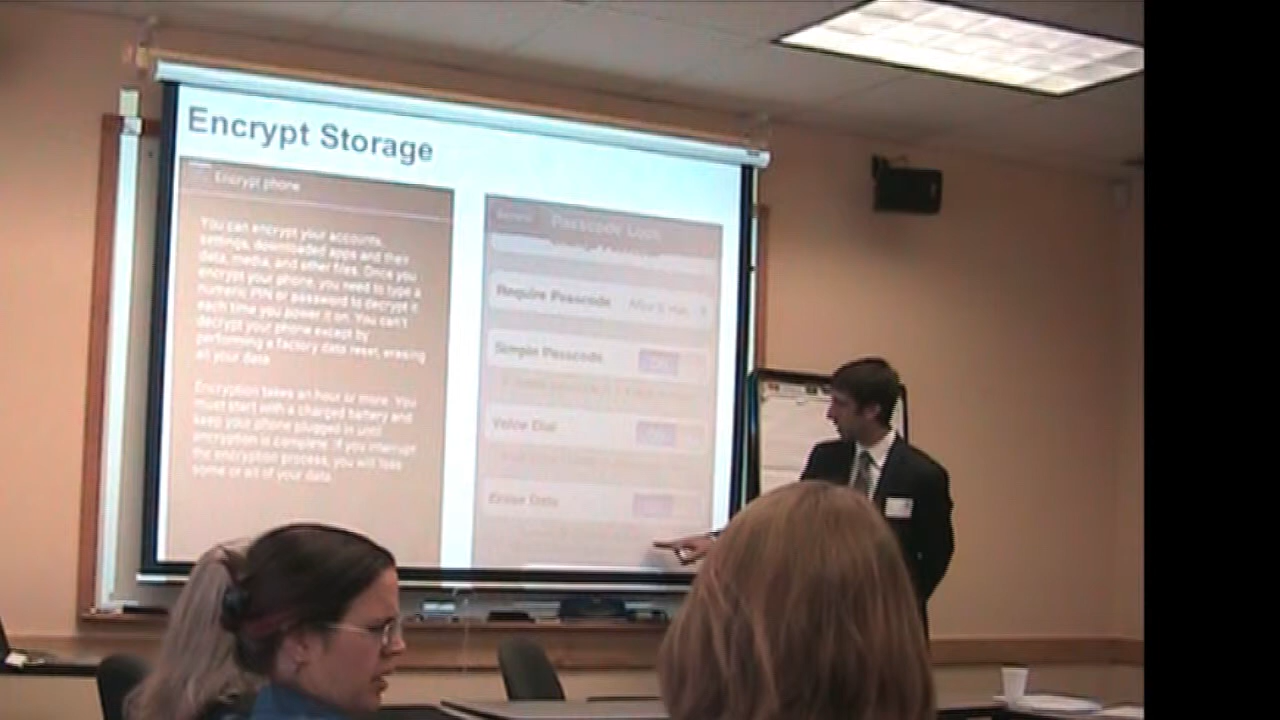 Encrypt Storage
Encrypt phone
You can encrypt your accounts,
settings, downloaded apps and their
data, media, and other files. Once you
encrypt your phone, you need to type a
numeric PIN or password to decrypt it
each time you power it on. You can't
decrypt your phone except by
performing a factory data reset, erasing
all your data.
Encryption takes an hour or more. You
must start with a charged battery and
keep your phone plugged in until
encryption is complete. If you interrupt
the encryption process, you will lose
some or all of your data.
Passcode Lock
Require Passcode
Simple Passcode
Voice Dial
Erase Data